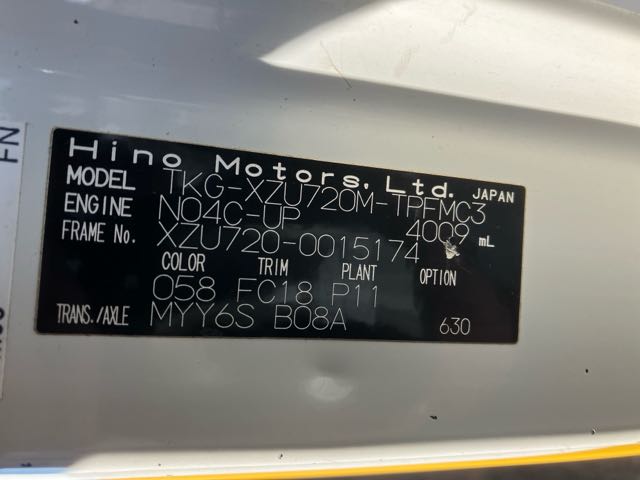 Hino Motors, Ltd. JAPAN
MODEL TKG-XZU720M-TPFMC3
ENGINE N04C-UP 4009 mL
FRAME No. XZU720-0015174
COLOR TRIM PLANT OPTION
058 FC18 P11
TRANS./AXLE MYY6S B08A 630
FN